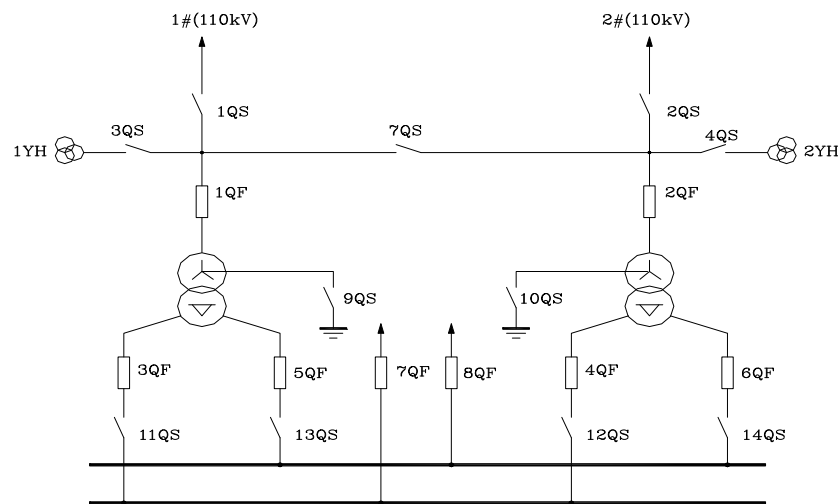 1#(110kV) 2#(110kV)
1QS 2QS
3QS 7QS 4QS
1YH 2YH
1QF 2QF
9QS 10QS
3QF 5QF 7QF 8QF 4QF 6QF
11QS 13QS 12QS 14QS